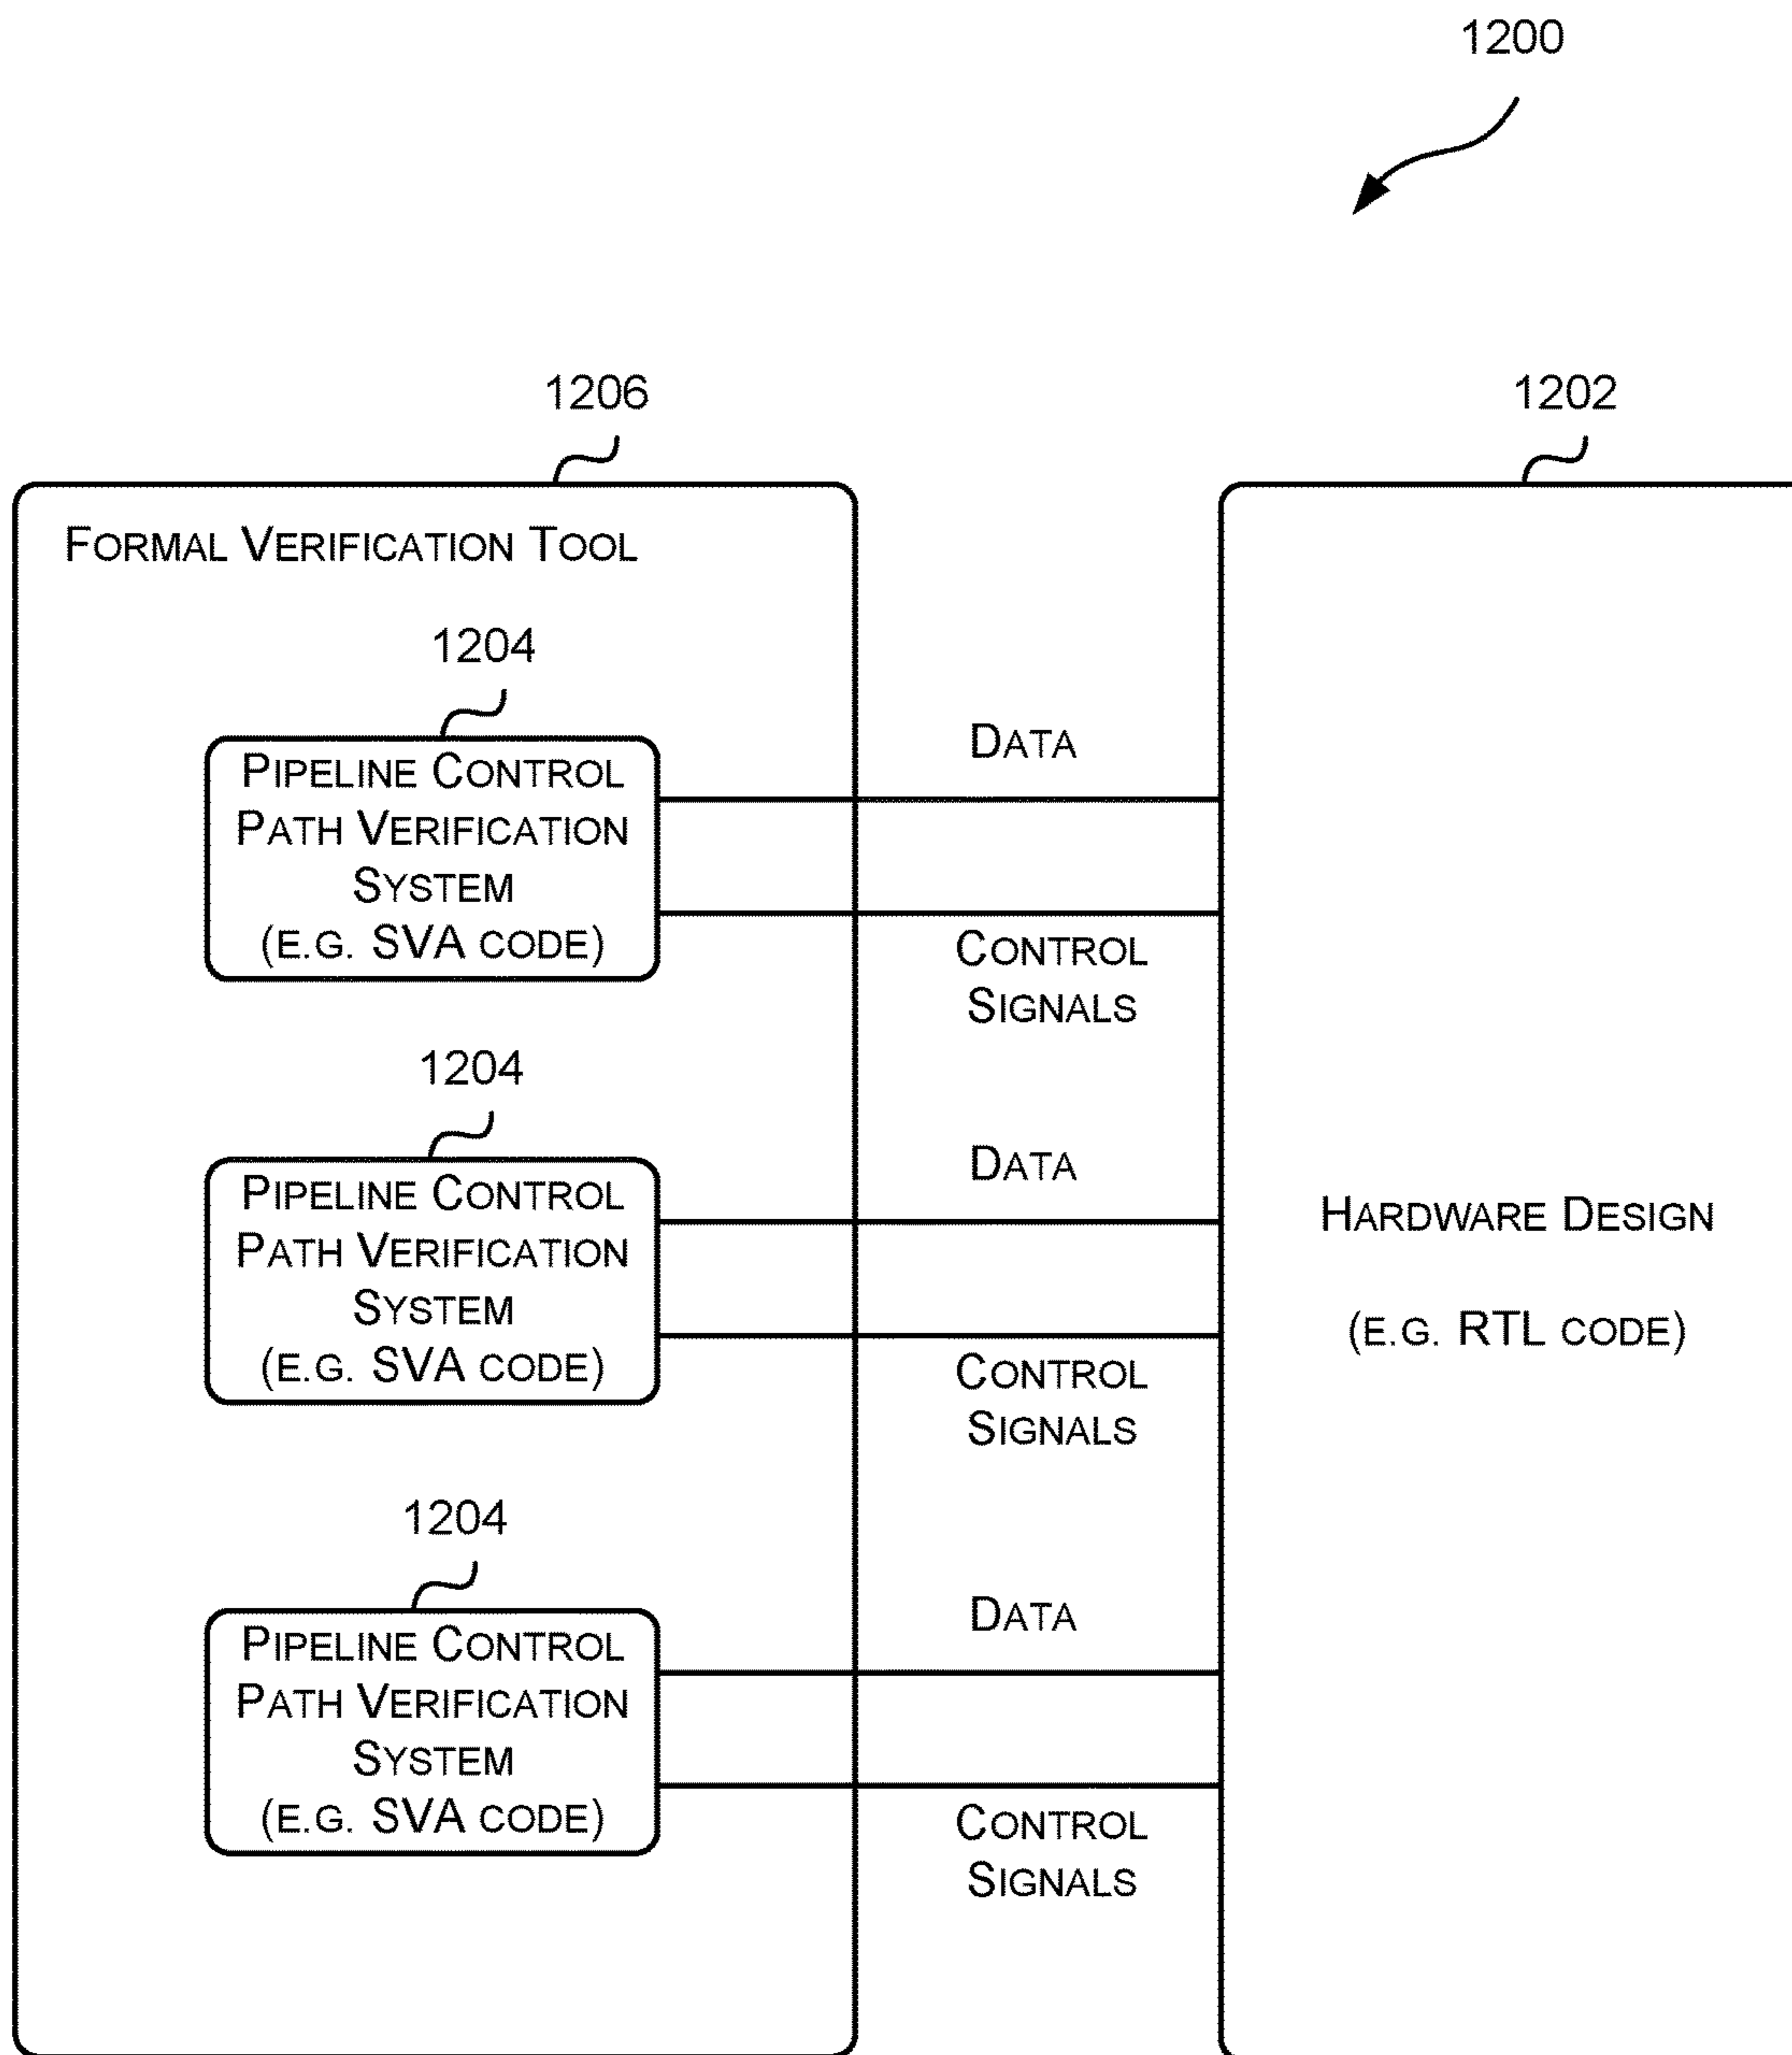 1200
1206
1202
FORMAL VERIFICATION TOOL
1204
PIPELINE CONTROL
PATH VERIFICATION
SYSTEM
(E.G. SVA CODE)
DATA
CONTROL
SIGNALS
1204
PIPELINE CONTROL
PATH VERIFICATION
SYSTEM
(E.G. SVA CODE)
DATA
CONTROL
SIGNALS
HARDWARE DESIGN
(E.G. RTL CODE)
1204
PIPELINE CONTROL
PATH VERIFICATION
SYSTEM
(E.G. SVA CODE)
DATA
CONTROL
SIGNALS